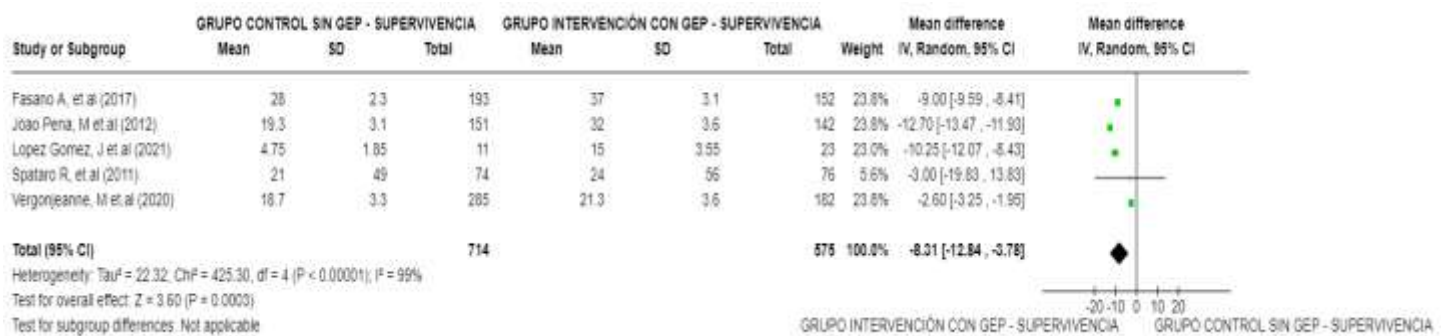 GRUPO CONTROL SIN GEP - SUPERVIVENCIA GRUPO INTERVENCIÓN CON GEP - SUPERVIVENCIA Mean difference Mean difference
Study or Subgroup Mean SD Total Mean SD Total Weight IV, Random, 95% CI IV, Random, 95% CI
Fasano A, et al (2017) 28 2.3 193 37 3.1 152 23.8% -9.00 [-9.59 , -8.41]
Joao Pena, M et al (2012) 19.3 3.1 151 32 3.6 142 23.8% -12.70 [-13.47 , -11.93]
Lopez Gomez, J et al (2021) 4.75 1.85 11 15 3.55 23 23.0% -10.25 [-12.07 , -8.43]
Spataro R, et al (2011) 21 49 74 24 56 76 5.6% -3.00 [-19.83 , 13.83]
Vergonjeanne, M et al (2020) 18.7 3.3 285 21.3 3.6 182 23.8% -2.60 [-3.25 , -1.95]
Total (95% CI) 714 575 100.0% -8.31 [-12.84 , -3.78]
Heterogeneity: Tau² = 22.32; Chi² = 425.30, df = 4 (P < 0.00001); I² = 99%
Test for overall effect: Z = 3.60 (P = 0.0003)
-20 -10 0 10 20
Test for subgroup differences: Not applicable GRUPO INTERVENCIÓN CON GEP - SUPERVIVENCIA GRUPO CONTROL SIN GEP - SUPERVIVENCIA